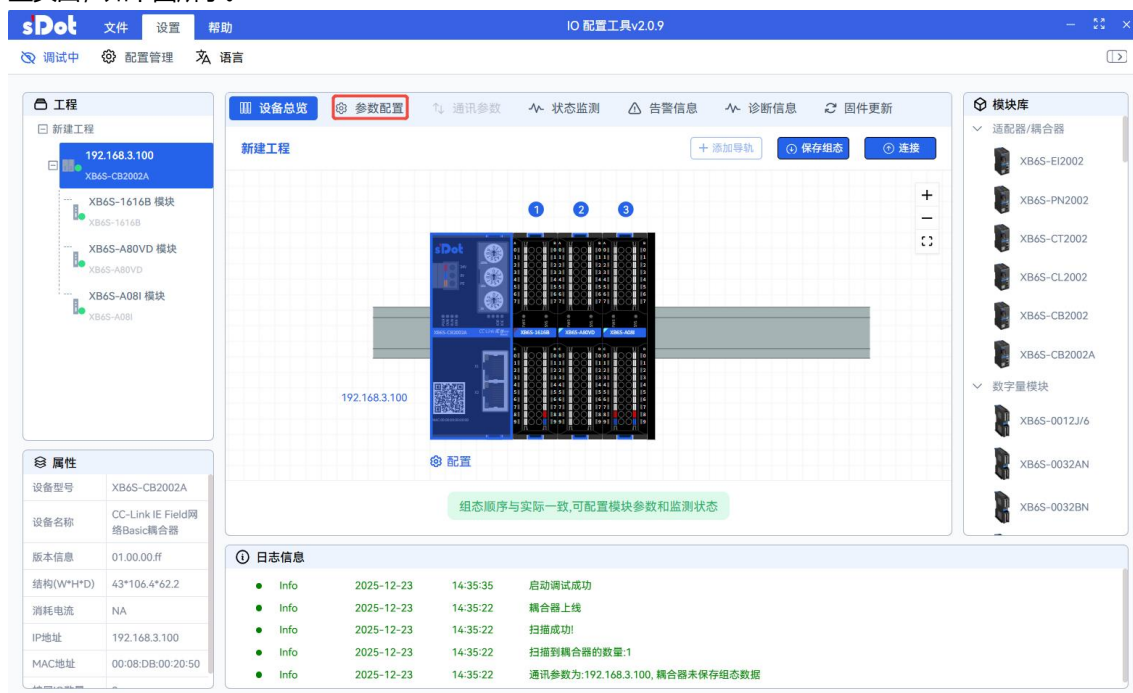 sDot 文件 设置 帮助 IO 配置工具v2.0.9
调试中 配置管理 语言
工程
新建工程
192.168.3.100
XB6S-CB2002A
XB6S-1616B 模块
XB6S-1616B
XB6S-A80VD 模块
XB6S-A80VD
XB6S-A08I 模块
XB6S-A08I
属性
设备型号 XB6S-CB2002A
设备名称 CC-Link IE Field网
络Basic耦合器
版本信息 01.00.00.ff
结构(W*H*D) 43*106.4*62.2
消耗电流 NA
IP地址 192.168.3.100
MAC地址 00:08:DB:00:20:50
设备总览 参数配置 通讯参数 状态监测 告警信息 诊断信息 固件更新
新建工程 添加导轨 保存组态 连接
1 2 3
sDot
XB6S-1616B XB6S-A80VD XB6S-A08I
192.168.3.100
配置
组态顺序与实际一致,可配置模块参数和监测状态
日志信息
Info 2025-12-23 14:35:35 启动调试成功
Info 2025-12-23 14:35:22 耦合器上线
Info 2025-12-23 14:35:22 扫描成功!
Info 2025-12-23 14:35:22 扫描到耦合器的数量:1
Info 2025-12-23 14:35:22 通讯参数为:192.168.3.100, 耦合器未保存组态数据
模块库
适配器/耦合器
XB6S-EI2002
XB6S-PN2002
XB6S-CT2002
XB6S-CL2002
XB6S-CB2002
XB6S-CB2002A
数字量模块
XB6S-0012J/6
XB6S-0032AN
XB6S-0032BN